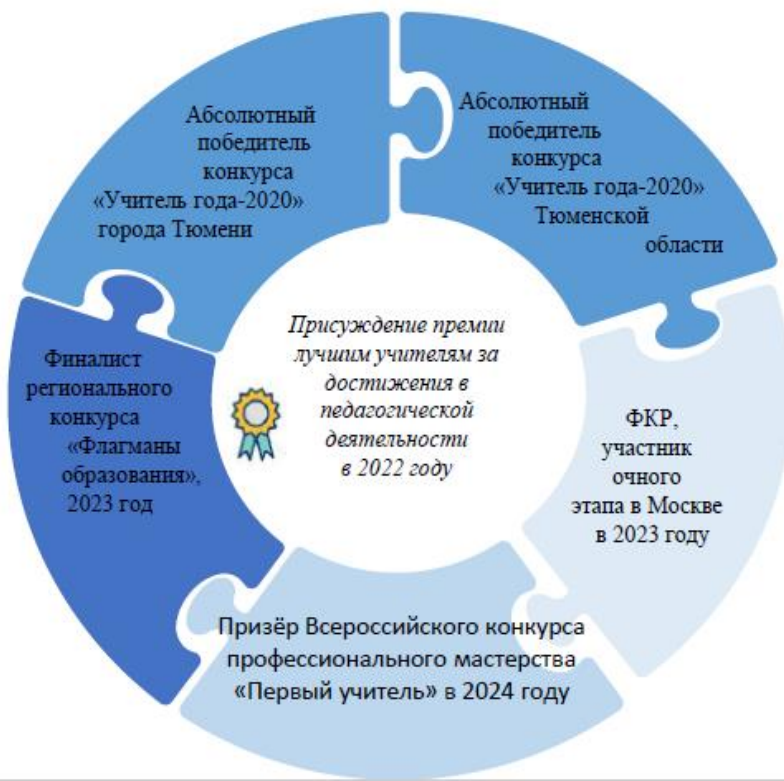 Абсолютный
победитель
конкурса
«Учитель года-2020»
города Тюмени
Абсолютный
победитель
конкурса
«Учитель года-2020»
Тюменской
области
Присуждение премии
лучшим учителям за
достижения в
педагогической
деятельности
в 2022 году
Финалист
регионального
конкурса
«Флагманы
образования»,
2023 год
ФКР,
участник
очного
этапа в Москве
в 2023 году
Призёр Всероссийского конкурса
профессионального мастерства
«Первый учитель» в 2024 году